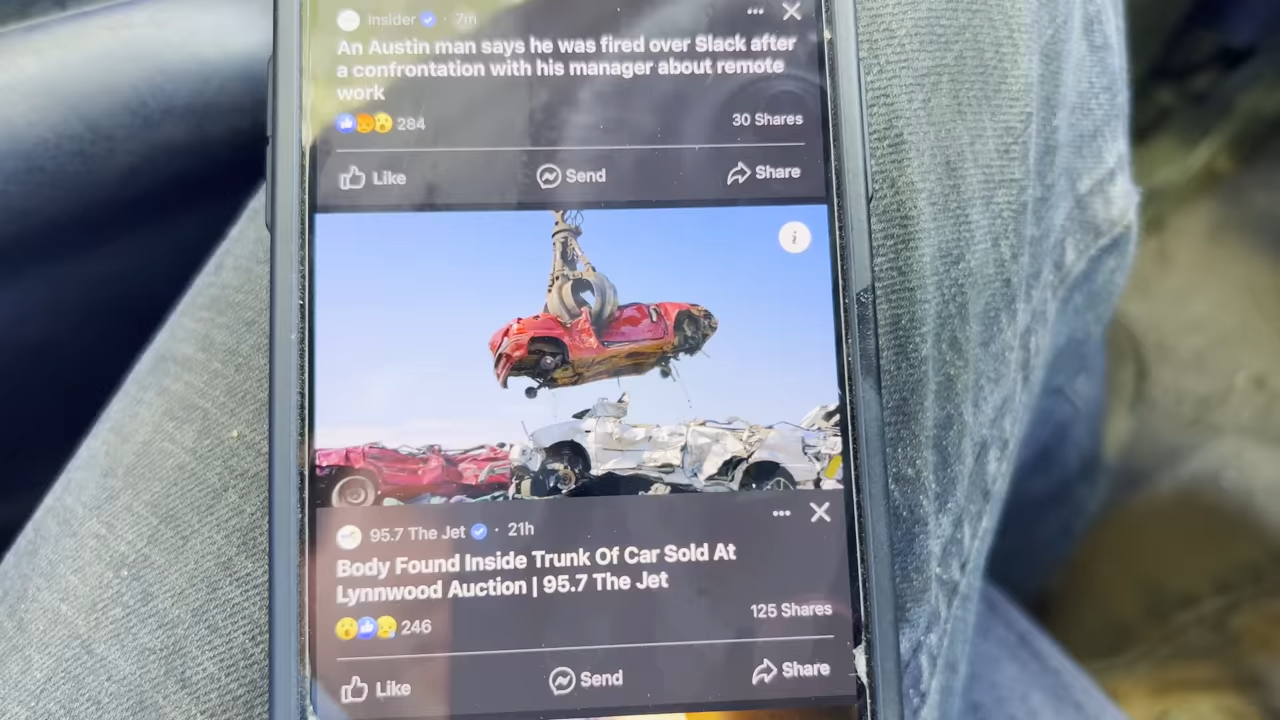 Insider · 7m
An Austin man says he was fired over Slack after
a confrontation with his manager about remote
work
284
30 Shares
Like
Send
Share
i
95.7 The Jet · 21h
Body Found Inside Trunk Of Car Sold At
Lynnwood Auction | 95.7 The Jet
246
125 Shares
Like
Send
Share